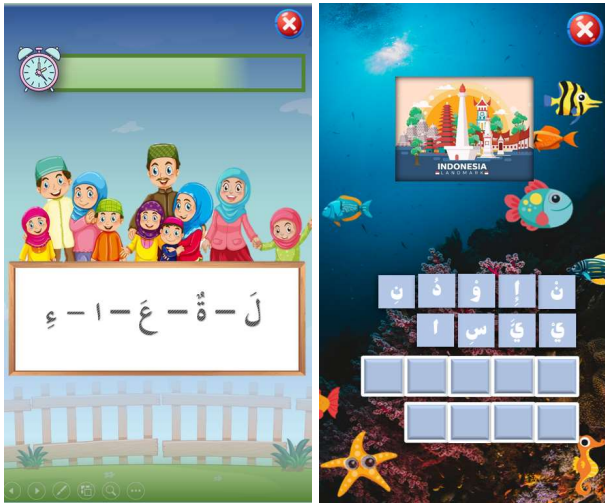 لَ – ةٌ – عَ – ا – ءِ
INDONESIA
LANDMARK
نْ إِ وْ دُ نِ
يْ يَّ سِ ا